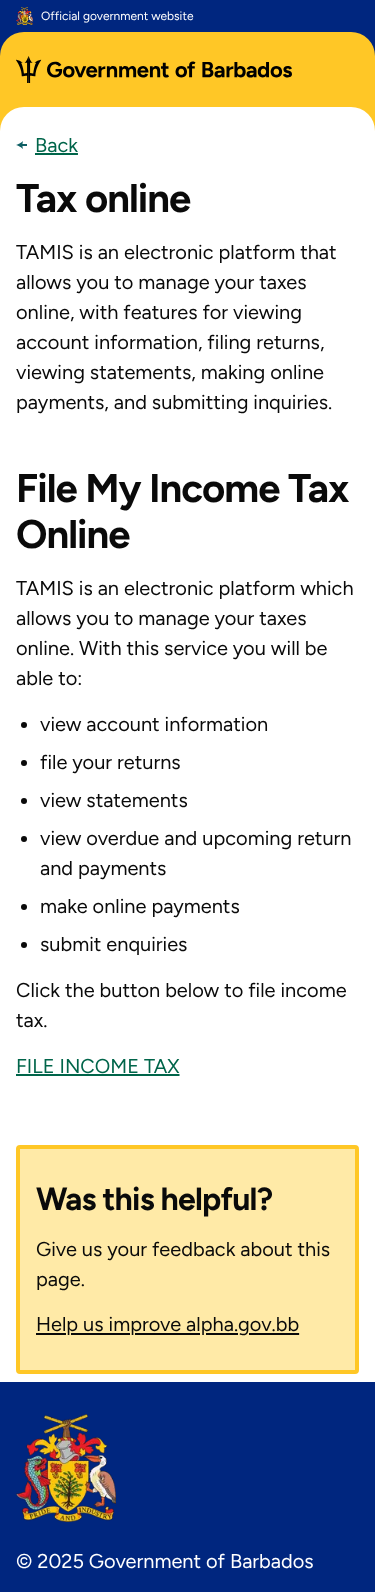 Official government website
Government of Barbados
Back
Tax online
TAMIS is an electronic platform that
allows you to manage your taxes
online, with features for viewing
account information, filing returns,
viewing statements, making online
payments, and submitting inquiries.
File My Income Tax
Online
TAMIS is an electronic platform which
allows you to manage your taxes
online. With this service you will be
able to:
view account information
file your returns
view statements
view overdue and upcoming return
and payments
make online payments
submit enquiries
Click the button below to file income
tax.
FILE INCOME TAX
Was this helpful?
Give us your feedback about this
page.
Help us improve alpha.gov.bb
PRIDE AND INDUSTRY
© 2025 Government of Barbados